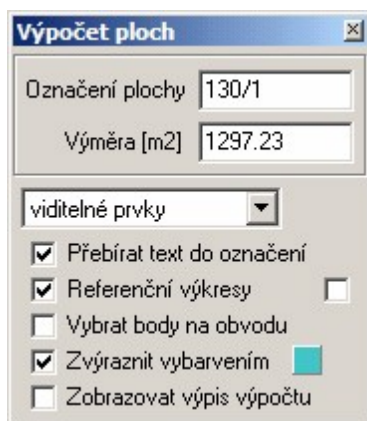 Výpočet ploch
Označení plochy 130/1
Výměra [m2] 1297.23
viditelné prvky
Přebírat text do označení
Referenční výkresy
Vybrat body na obvodu
Zvýraznit vybarvením
Zobrazovat výpis výpočtu